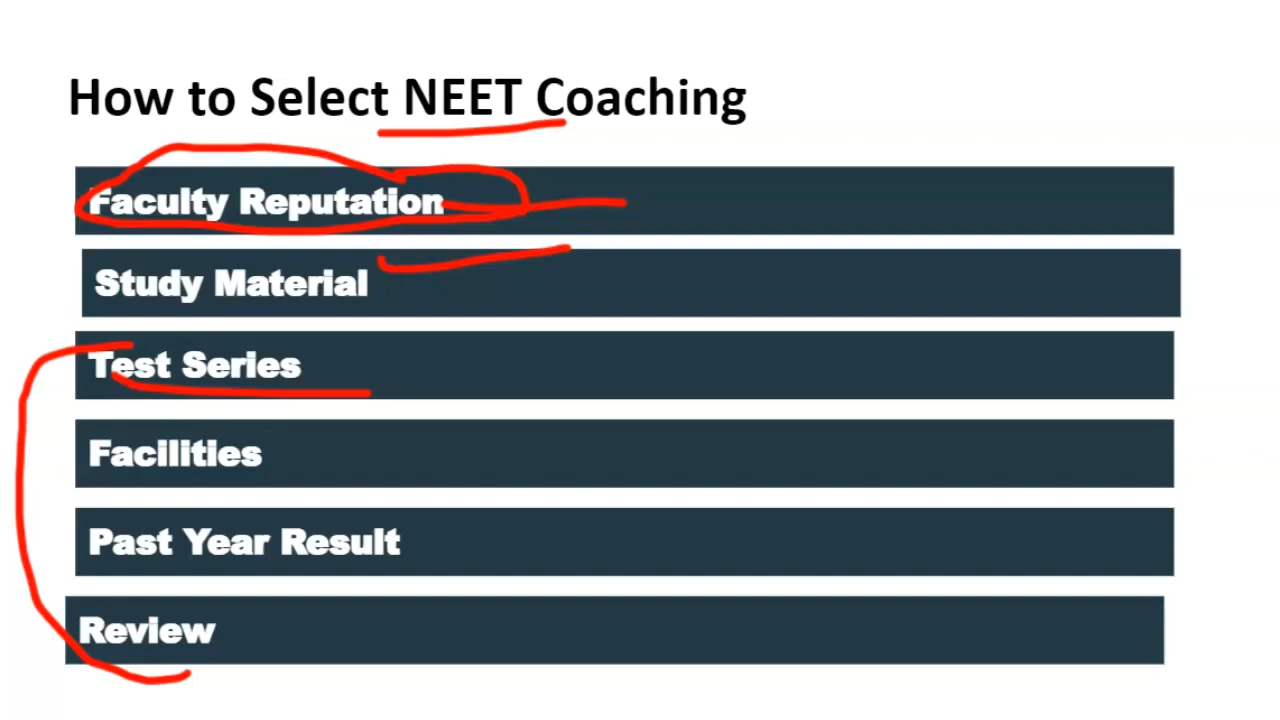 How to Select NEET Coaching
Faculty Reputation
Study Material
Test Series
Facilities
Past Year Result
Review